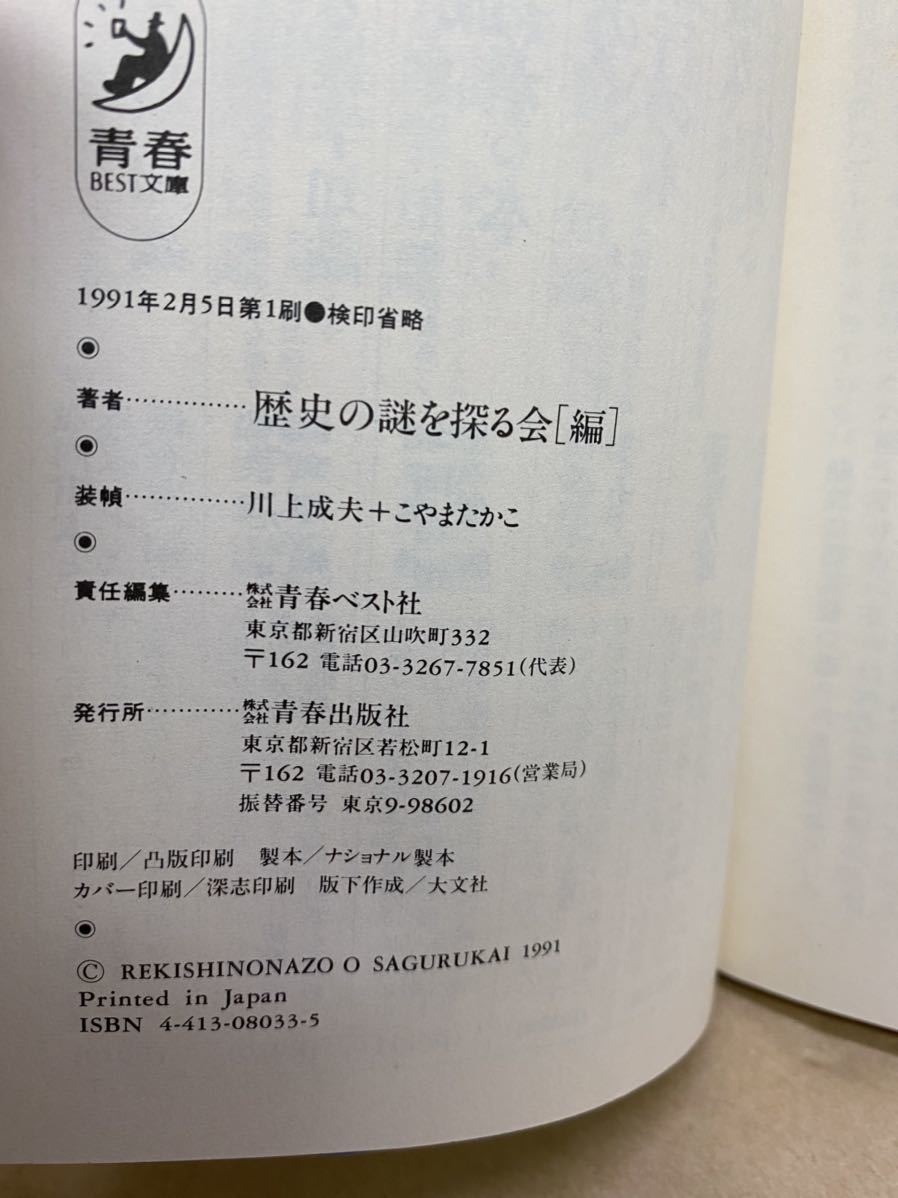 青春
BEST文庫
1991年2月5日第1刷●検印省略
◉
著者……………歴史の謎を探る会[編]
◉
装幀……………川上成夫+こやまたかこ
◉
責任編集………株式会社青春ベスト社
東京都新宿区山吹町332
〒162 電話03-3267-7851(代表)
発行所…………株式会社青春出版社
東京都新宿区若松町12-1
〒162 電話03-3207-1916(営業局)
振替番号 東京9-98602
印刷/凸版印刷 製本/ナショナル製本
カバー印刷/深志印刷 版下作成/大文社
◉
© REKISHINONAZO O SAGURUKAI 1991
Printed in Japan
ISBN 4-413-08033-5